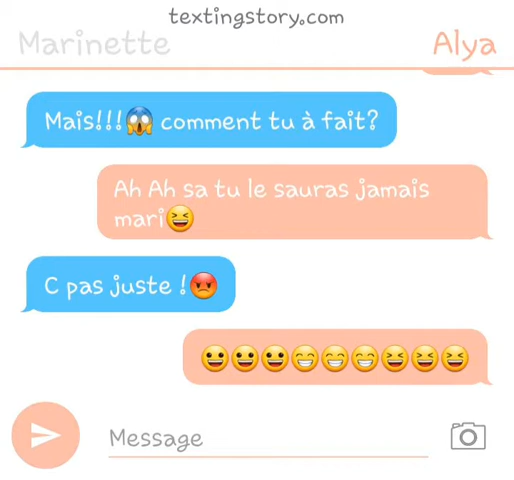 textingstory.com
Marinette
Alya
Mais!!!😱 comment tu à fait?
Ah Ah sa tu le sauras jamais
mari😆
C pas juste !😡
😀😀😀😁😁😁😆😆😆
Message